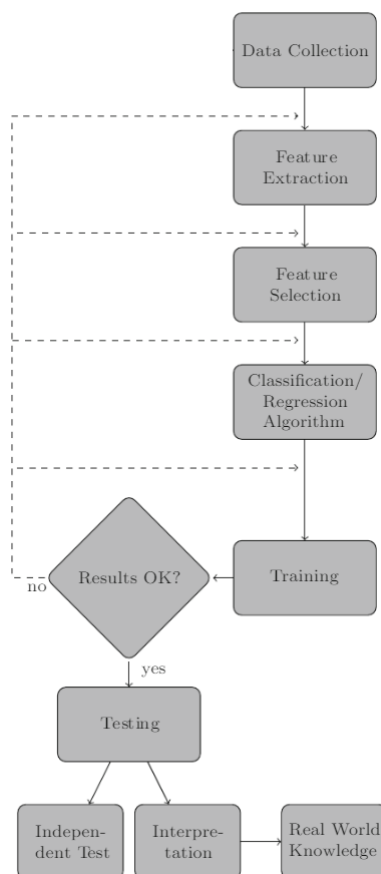 Data Collection
Feature
Extraction
Feature
Selection
Classification/
Regression
Algorithm
Results OK?
Training
no
yes
Testing
Indepen-
dent Test
Interpre-
tation
Real World
Knowledge